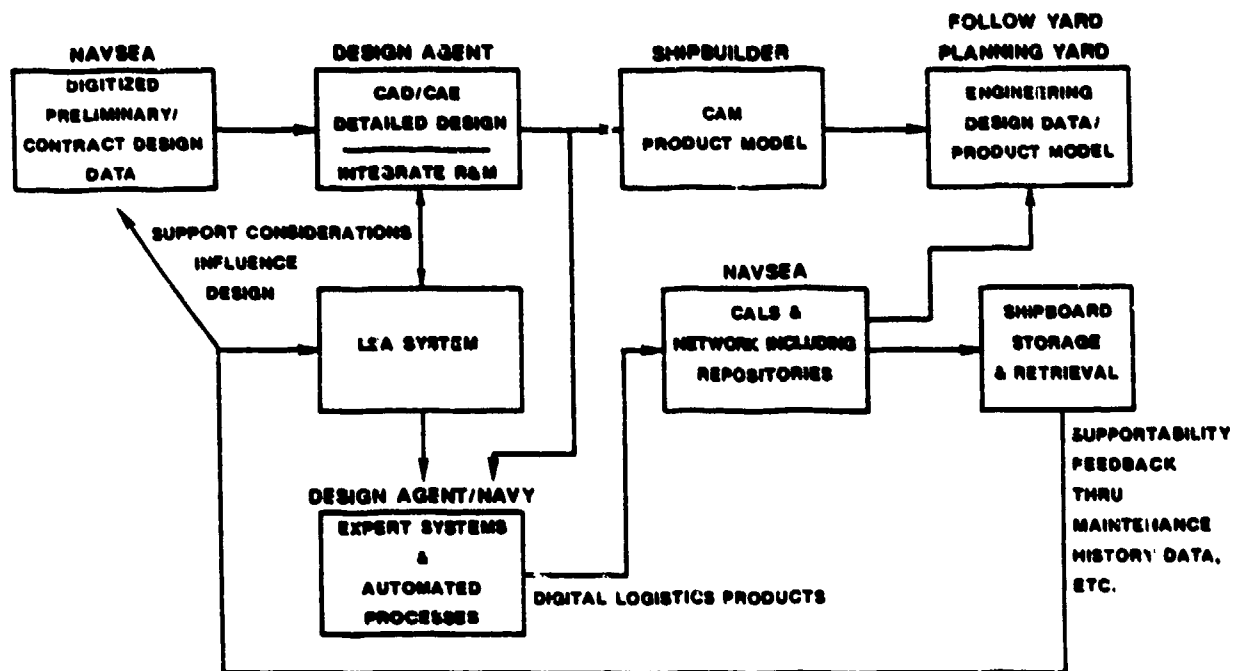 NAVSEA
DIGITIZED
PRELIMINARY/
CONTRACT DESIGN
DATA
DESIGN AGENT
CAD/CAE
DETAILED DESIGN
INTEGRATE R&M
SHIPBUILDER
CAM
PRODUCT MODEL
FOLLOW YARD
PLANNING YARD
ENGINEERING
DESIGN DATA/
PRODUCT MODEL
SUPPORT CONSIDERATIONS
INFLUENCE
DESIGN
LSA SYSTEM
NAVSEA
CALS &
NETWORK INCLUDING
REPOSITORIES
SHIPBOARD
STORAGE
& RETRIEVAL
DESIGN AGENT/NAVY
EXPERT SYSTEMS
&
AUTOMATED
PROCESSES
DIGITAL LOGISTICS PRODUCTS
SUPPORTABILITY
FEEDBACK
THRU
MAINTENANCE
HISTORY DATA,
ETC.